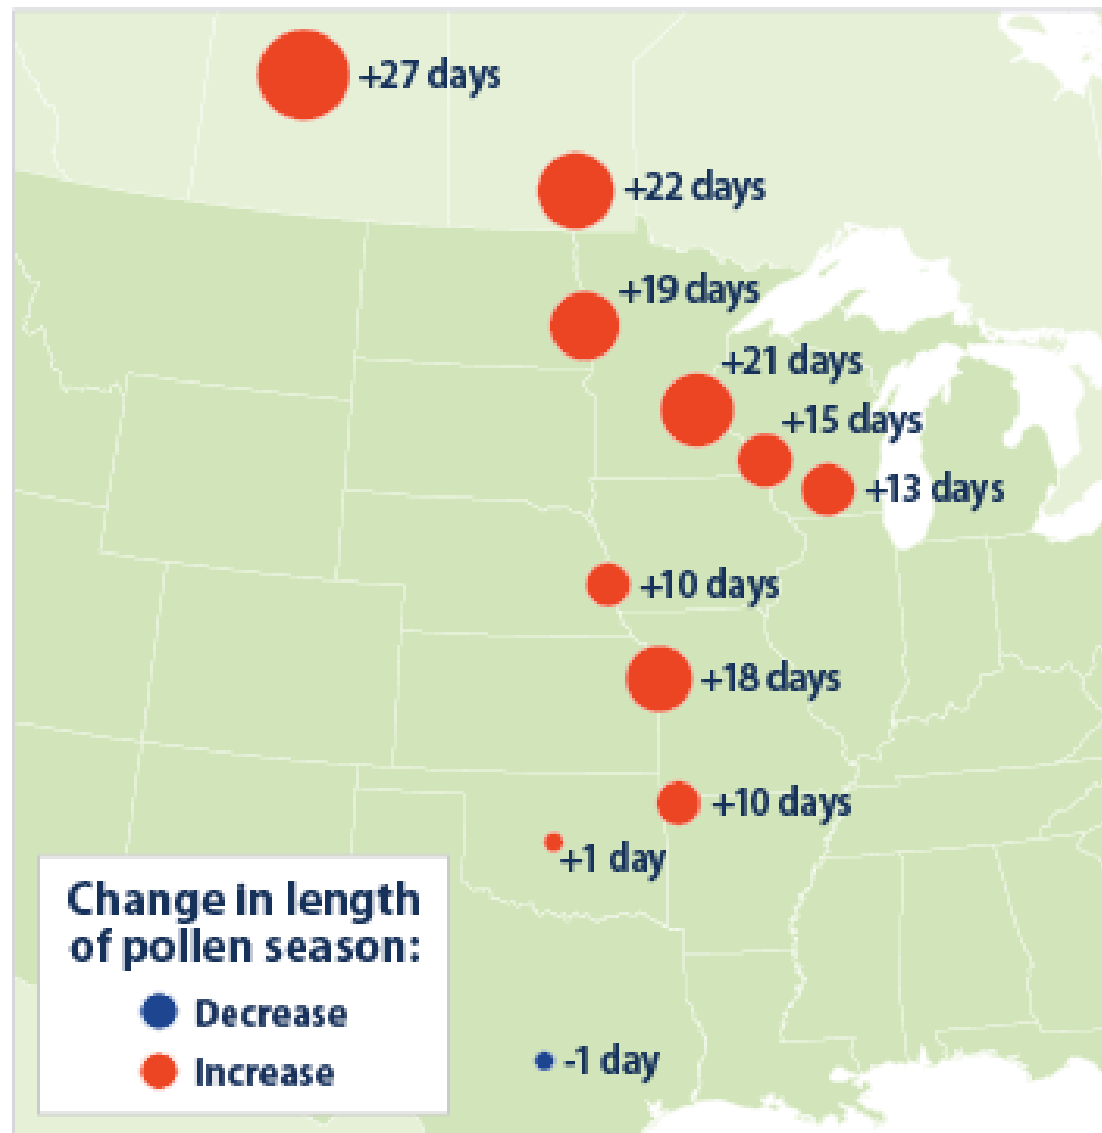 +27 days
+22 days
+19 days
+21 days
+15 days
+13 days
+10 days
+18 days
+10 days
+1 day
Change in length
of pollen season:
Decrease
Increase
-1 day